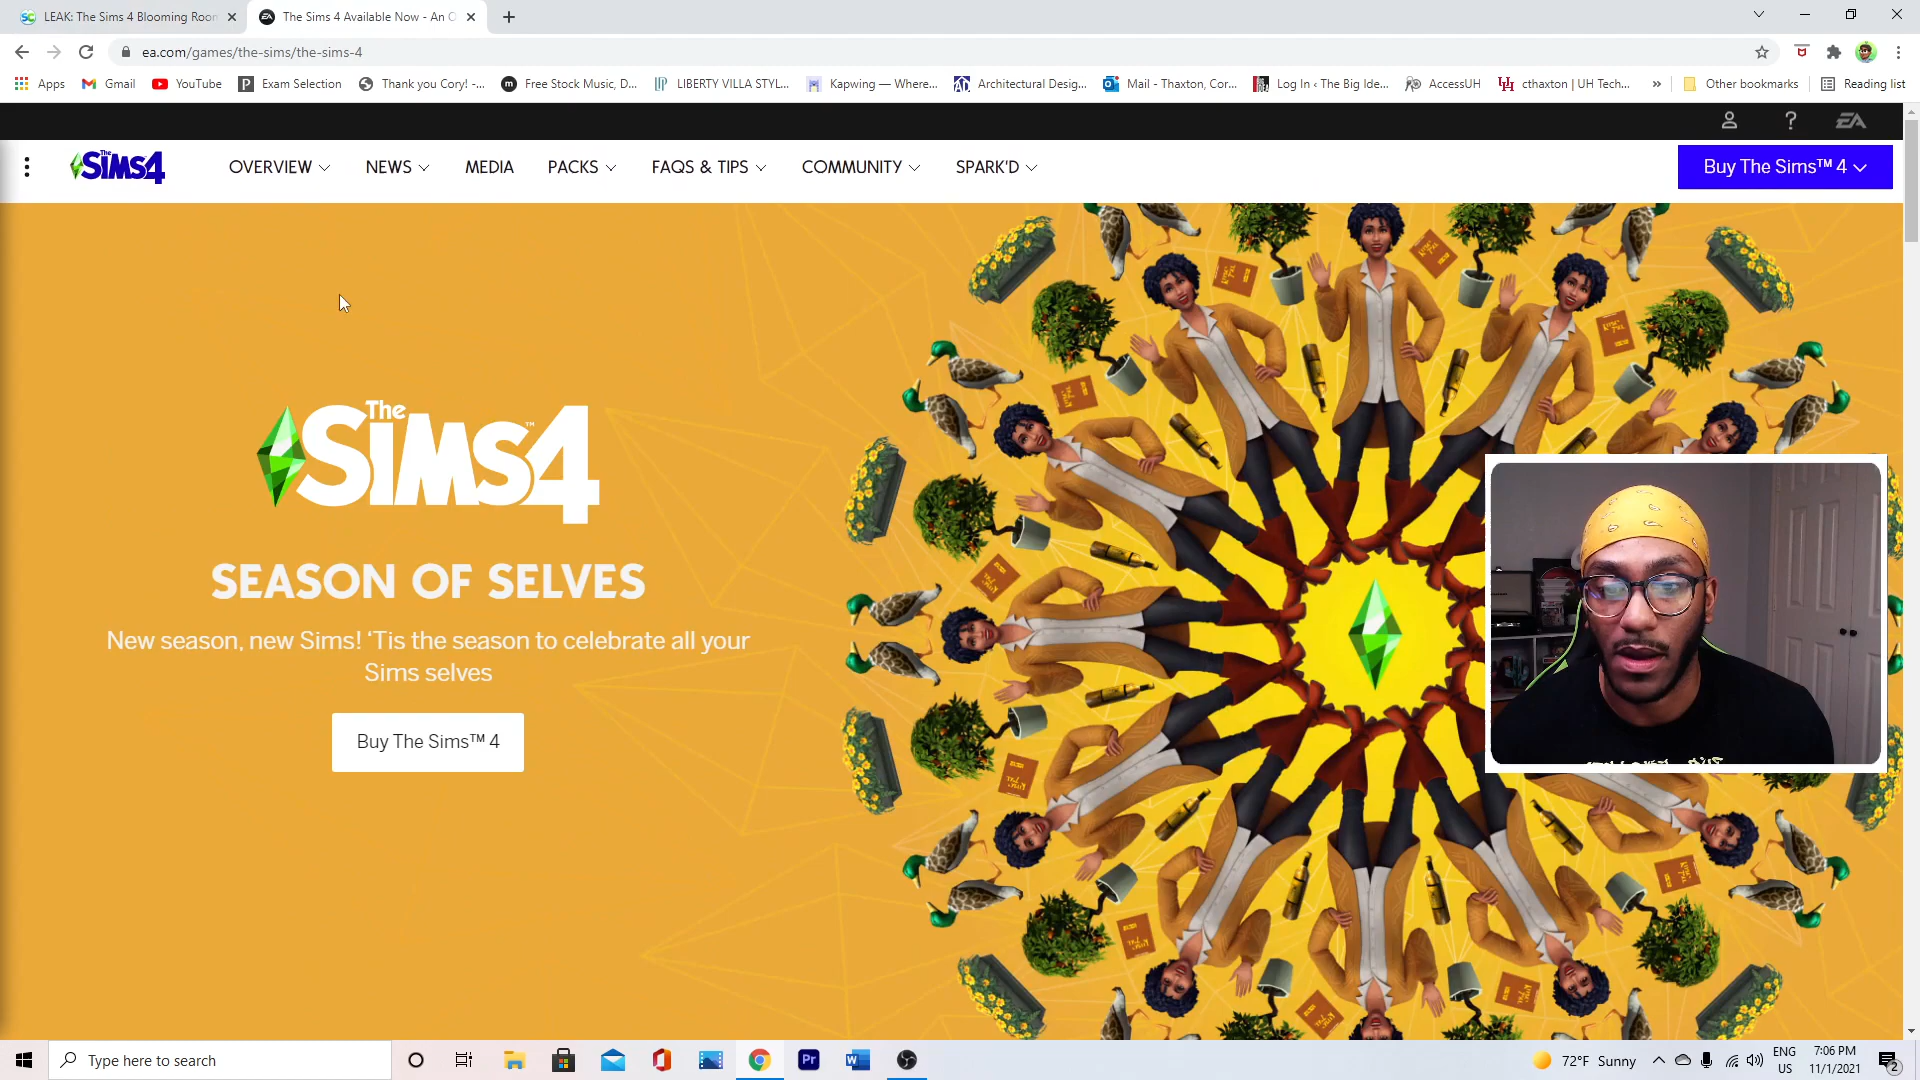 LEAK: The Sims 4 Blooming Roon
The Sims 4 Available Now - An O
ea.com/games/the-sims/the-sims-4
Apps
Gmail
YouTube
Exam Selection
Thank you Cory! -...
Free Stock Music, D...
LIBERTY VILLA STYL...
Kapwing — Where...
Architectural Desig...
Mail - Thaxton, Cor...
Log In ‹ The Big Ide...
AccessUH
cthaxton | UH Tech...
Other bookmarks
Reading list
EA
The SiMS4
OVERVIEW
NEWS
MEDIA
PACKS
FAQS & TIPS
COMMUNITY
SPARK'D
Buy The Sims™ 4
The SiMS™4
SEASON OF SELVES
New season, new Sims! ‘Tis the season to celebrate all your
Sims selves
Buy The Sims™ 4
Type here to search
Pr
W
72°F Sunny
ENG
US
7:06 PM
11/1/2021
2